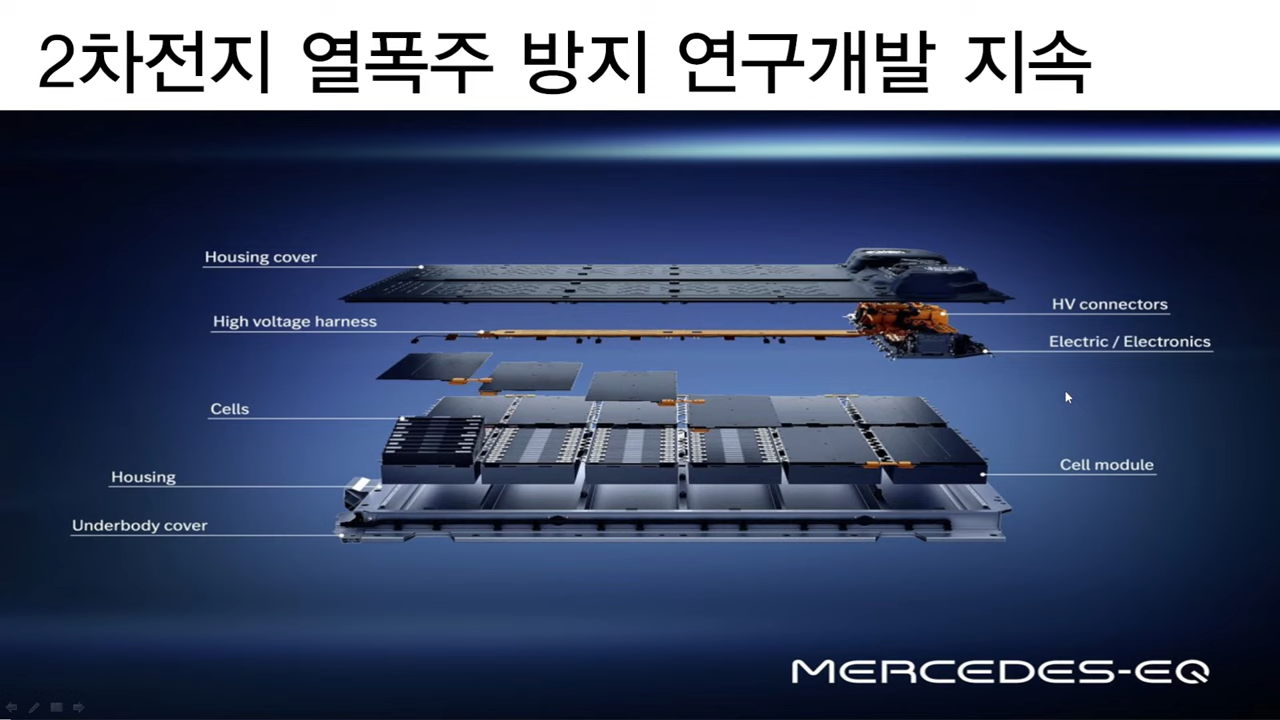 2차전지 열폭주 방지 연구개발 지속
Housing cover
HV connectors
High voltage harness
Electric / Electronics
Cells
Cell module
Housing
Underbody cover
MERCEDES-EQ